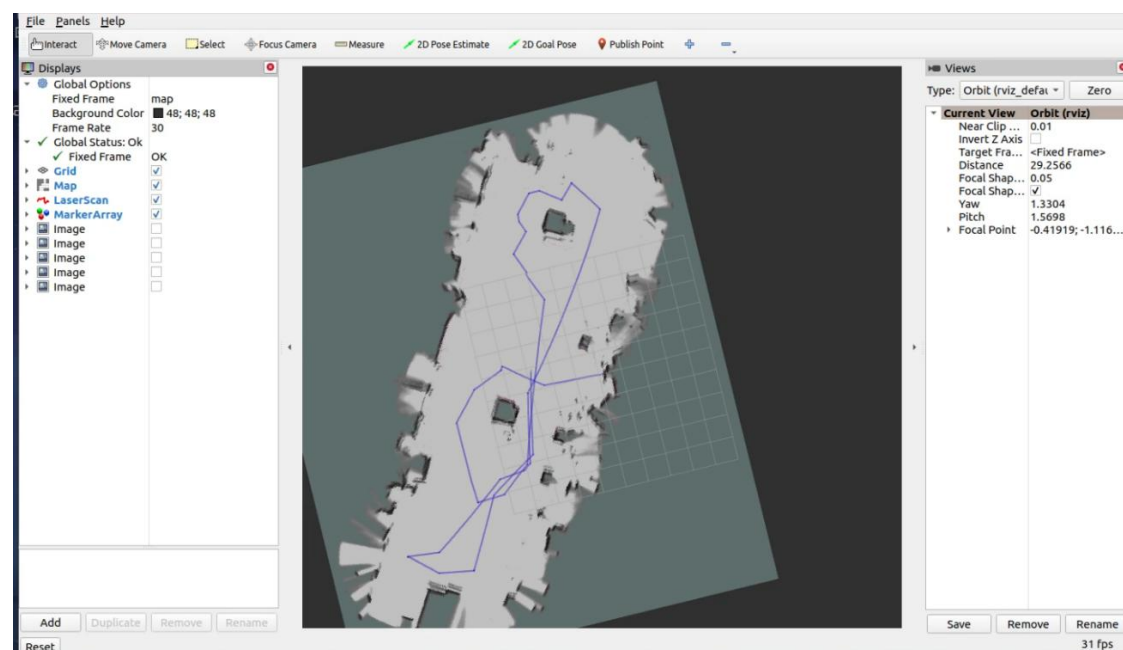 File Panels Help
Interact Move Camera Select Focus Camera Measure 2D Pose Estimate 2D Goal Pose Publish Point
Displays
Global Options
Fixed Frame map
Background Color 48; 48; 48
Frame Rate 30
Global Status: Ok
Fixed Frame OK
Grid
Map
LaserScan
MarkerArray
Image
Image
Image
Image
Image
Add Duplicate Remove Rename
Reset
Views
Type: Orbit (rviz_defau Zero
Current View Orbit (rviz)
Near Clip ... 0.01
Invert Z Axis
Target Fra... <Fixed Frame>
Distance 29.2566
Focal Shap... 0.05
Focal Shap...
Yaw 1.3304
Pitch 1.5698
Focal Point -0.41919; -1.116...
Save Remove Rename
31 fps